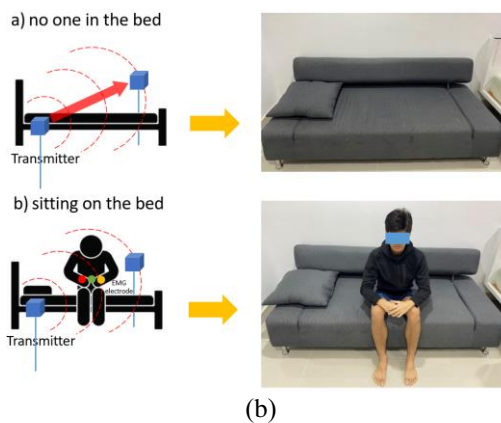 a) no one in the bed
Transmitter
b) sitting on the bed
EMG
electrode
Transmitter
(b)